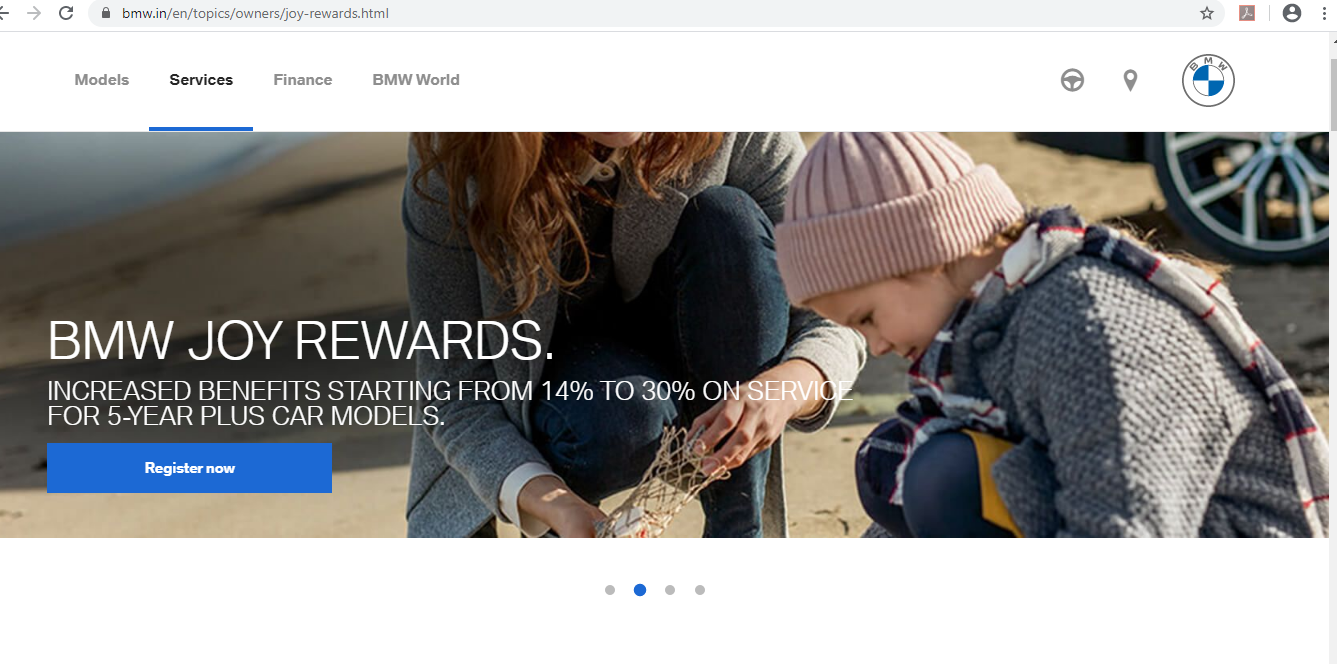 bmw.in/en/topics/owners/joy-rewards.html
Models Services Finance BMW World
BMW
BMW JOY REWARDS.
INCREASED BENEFITS STARTING FROM 14% TO 30% ON SERVICE
FOR 5-YEAR PLUS CAR MODELS.
Register now